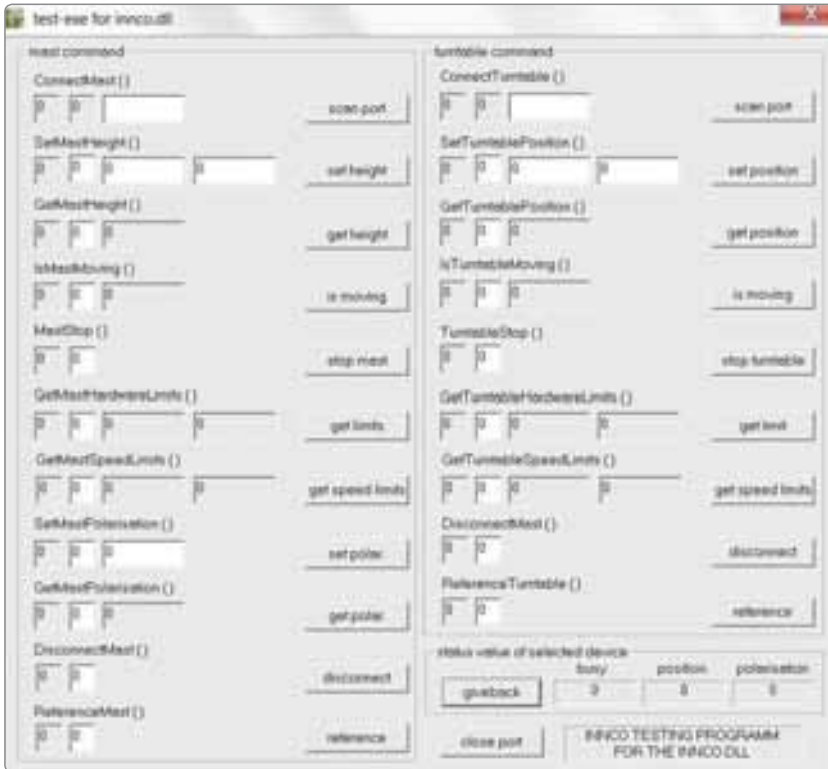 test-exe for innco.dll
mast command
ConnectMast ()
0 0
scan port
SetMastHeight ()
0 0 0 0
set height
GetMastHeight ()
0 0 0
get height
IsMastMoving ()
0 0 0
is moving
MastStop ()
0 0
stop mast
GetMastHardwareLimits ()
0 0 0 0
get limits
GetMastSpeedLimits ()
0 0 0 0
get speed limits
SetMastPolarisation ()
0 0 0
set polar.
GetMastPolarisation ()
0 0 0
get polar.
DisconnectMast ()
0 0
disconnect
ReferenceMast ()
0 0
reference
turntable command
ConnectTurntable ()
0 0
scan port
SetTurntablePosition ()
0 0 0 0
set position
GetTurntablePosition ()
0 0 0
get position
IsTurntableMoving ()
0 0 0
is moving
TurntableStop ()
0 0
stop turntable
GetTurntableHardwareLimits ()
0 0 0 0
get limit
GetTurntableSpeedLimits ()
0 0 0 0
get speed limits
DisconnectMast ()
0 0
disconnect
ReferenceTurntable ()
0 0
reference
status value of selected device
busy position polarisation
giveback 0 0 0
close port
INNCO TESTING PROGRAMM
FOR THE INNCO DLL